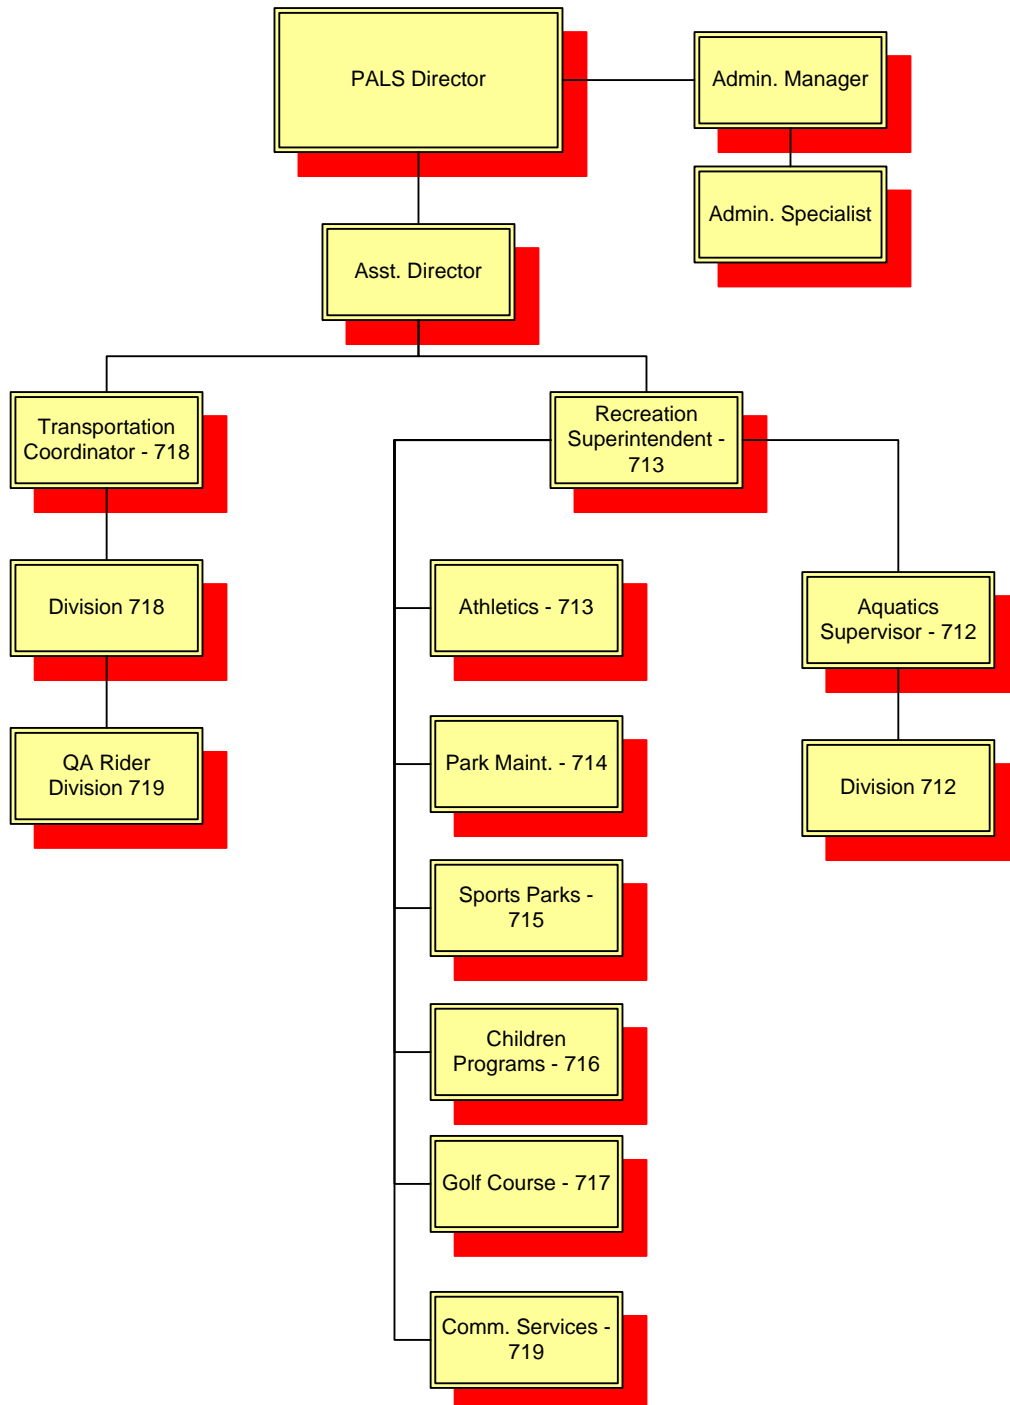 PALS Director
Admin. Manager
Admin. Specialist
Asst. Director
Transportation
Coordinator - 718
Recreation
Superintendent -
713
Division 718
Athletics - 713
Aquatics
Supervisor - 712
QA Rider
Division 719
Park Maint. - 714
Division 712
Sports Parks -
715
Children
Programs - 716
Golf Course - 717
Comm. Services -
719